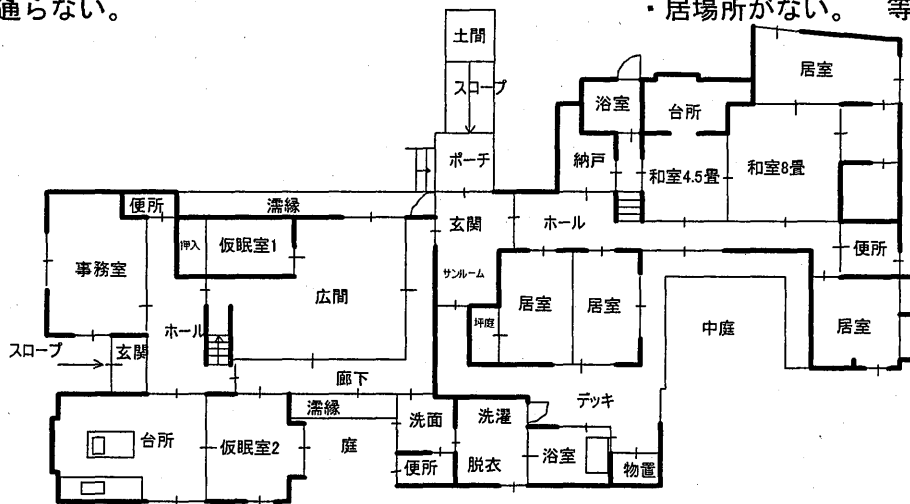 通らない。
・居場所がない。 等
土間
スロープ
居室
浴室
台所
ポーチ
納戸
和室4.5畳
和室8畳
便所
濡縁
玄関
ホール
便所
押入
仮眠室1
事務室
サンルーム
広間
居室
居室
中庭
居室
坪庭
ホール
スロープ
玄関
廊下
デッキ
濡縁
洗面
洗濯
台所
仮眠室2
庭
便所
脱衣
浴室
物置